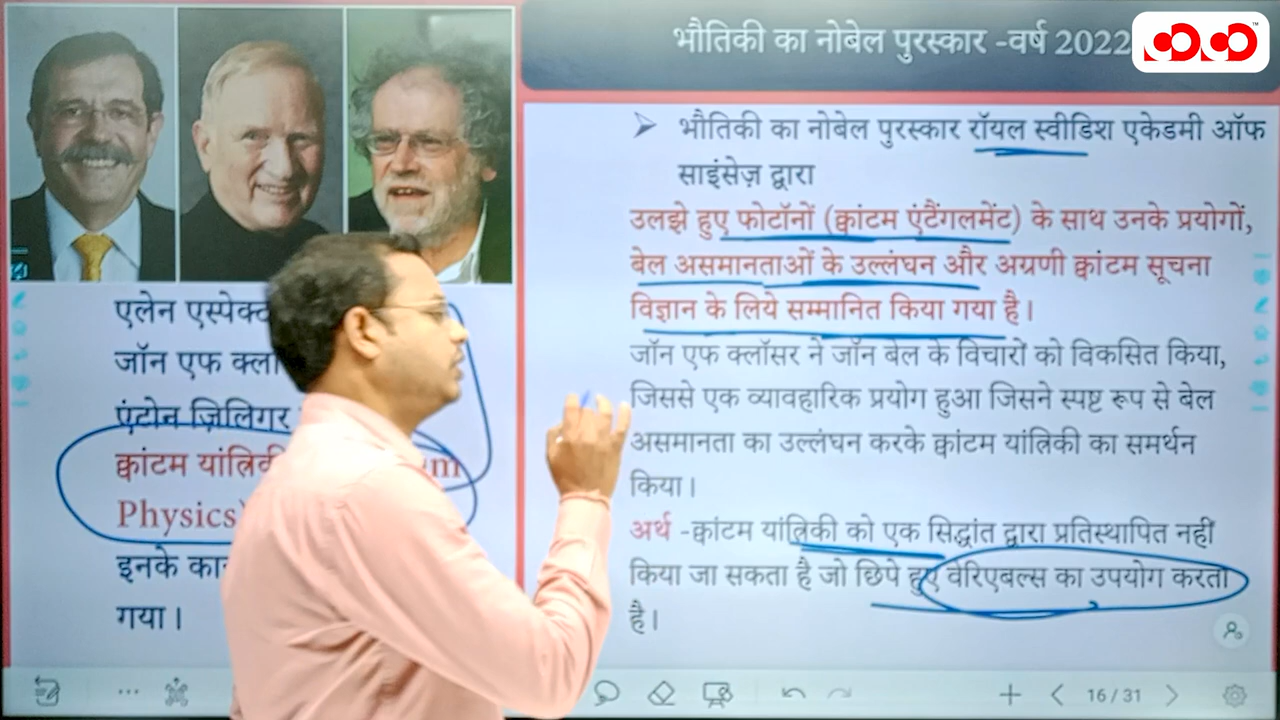 भौतिकी का नोबेल पुरस्कार -वर्ष 2022
एलेन एस्पेक्ट
जॉन एफ क्ला
एंटोन ज़िलिंगर
क्वांटम यांत्रिकी
Physics)
इनके का
गया।
भौतिकी का नोबेल पुरस्कार रॉयल स्वीडिश एकेडमी ऑफ
साइंसेज़ द्वारा
उलझे हुए फोटॉनों (क्वांटम एंटैंगलमेंट) के साथ उनके प्रयोगों,
बेल असमानताओं के उल्लंघन और अग्रणी क्वांटम सूचना
विज्ञान के लिये सम्मानित किया गया है।
जॉन एफ क्लॉसर ने जॉन बेल के विचारों को विकसित किया,
जिससे एक व्यावहारिक प्रयोग हुआ जिसने स्पष्ट रूप से बेल
असमानता का उल्लंघन करके क्वांटम यांत्रिकी का समर्थन
किया।
अर्थ -क्वांटम यांत्रिकी को एक सिद्धांत द्वारा प्रतिस्थापित नहीं
किया जा सकता है जो छिपे हुए वेरिएबल्स का उपयोग करता
है।
16 / 31